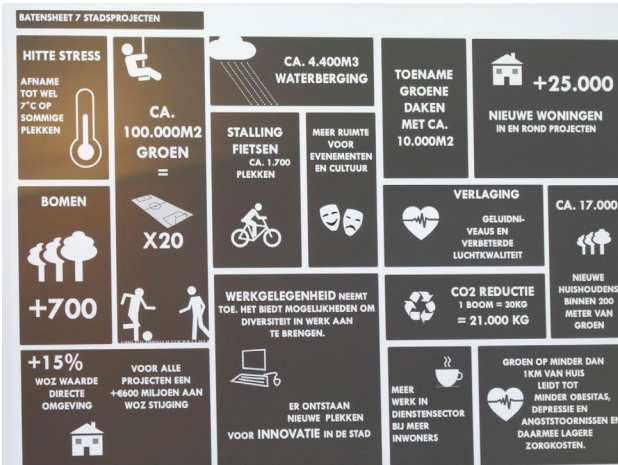 BATENSHEET 7 STADSPROJECTEN
HITTE STRESS
AFNAME
TOT WEL
7°C OP
SOMMIGE
PLEKKEN
CA.
100.000M2
GROEN
=
X20
CA. 4.400M3
WATERBERGING
TOENAME
GROENE
DAKEN
MET CA.
10.000M2
+25.000
NIEUWE WONINGEN
IN EN ROND PROJECTEN
STALLING
FIETSEN
CA. 1.700
PLEKKEN
MEER RUIMTE
VOOR
EVENEMENTEN
EN CULTUUR
BOMEN
+700
VERLAGING
GELUIDNI-
VEAUS EN
VERBETERDE
LUCHTKWALITEIT
CA. 17.000
NIEUWE
HUISHOUDENS
BINNEN 200
METER VAN
GROEN
WERKGELEGENHEID NEEMT
TOE. HET BIEDT MOGELIJKHEDEN OM
DIVERSITEIT IN WERK AAN
TE BRENGEN.
ER ONTSTAAN
NIEUWE PLEKKEN
VOOR INNOVATIE IN DE STAD
CO2 REDUCTIE
1 BOOM = 30KG
= 21.000 KG
+15%
WOZ WAARDE
DIRECTE
OMGEVING
VOOR ALLE
PROJECTEN EEN
+€600 MILJOEN AAN
WOZ STIJGING
MEER
WERK IN
DIENSTENSECTOR
BIJ MEER
INWONERS
GROEN OP MINDER DAN
1KM VAN HUIS
LEIDT TOT
MINDER OBESITAS,
DEPRESSIE EN
ANGSTSTOORNISSEN EN
DAARMEE LAGERE
ZORGKOSTEN.